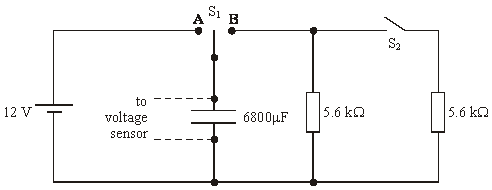 S₁
A B
S₂
12 V
to
voltage
sensor
6800μF
5.6 kΩ
5.6 kΩ